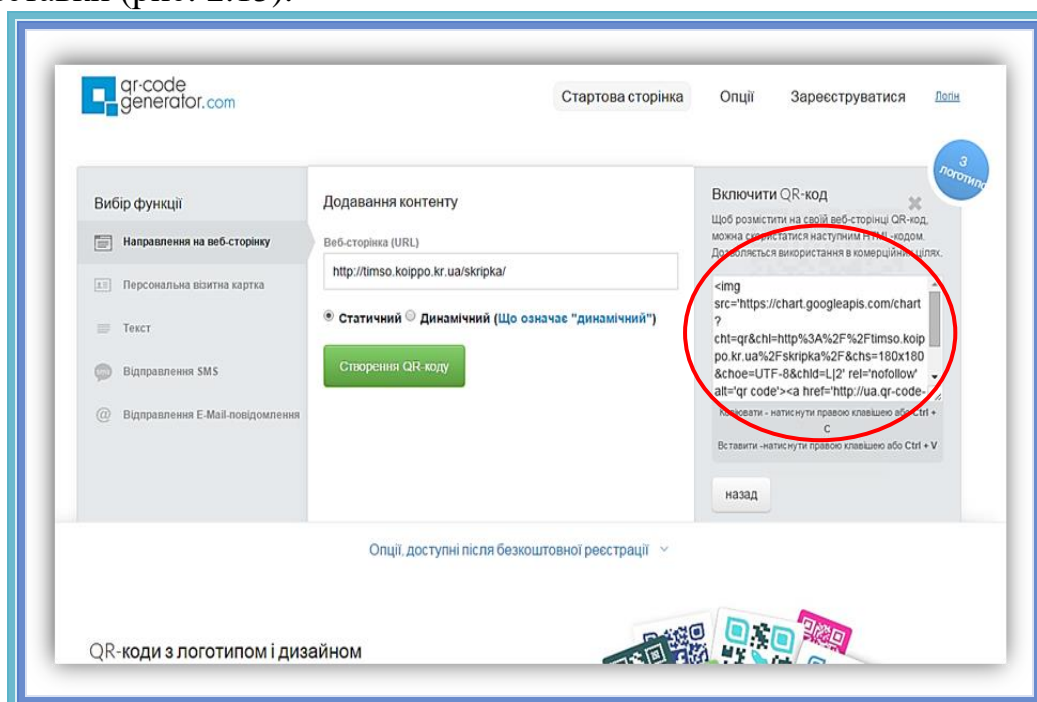 (рис. 2.15).
qr-code
generator.com
Стартова сторінка
Опції
Зареєструватися
Логін
З
логотипо
Вибір функції
Направлення на веб-сторінку
Персональна візитна картка
Текст
Відправлення SMS
Відправлення E-Mail-повідомлення
Додавання контенту
Веб-сторінка (URL)
http://timso.koippo.kr.ua/skripka/
Статичний Динамічний (Що означає "динамічний")
Створення QR-коду
Включити QR-код
Щоб розмістити на своїй веб-сторінці QR-код,
можна скористатися наступним HTML-кодом.
Дозволяється використання в комерційних цілях.
<img
src='https://chart.googleapis.com/chart
?
cht=qr&chl=http%3A%2F%2Ftimso.koip
po.kr.ua%2Fskripka%2F&chs=180x180
&choe=UTF-8&chld=L|2' rel='nofollow'
alt='qr code'><a href='http://ua.qr-code-
Копіювати - натиснути правою клавішею або Ctrl +
C
Вставити -натиснути правою клавішею або Ctrl + V
назад
Опції, доступні після безкоштовної реєстрації
QR-коди з логотипом і дизайном